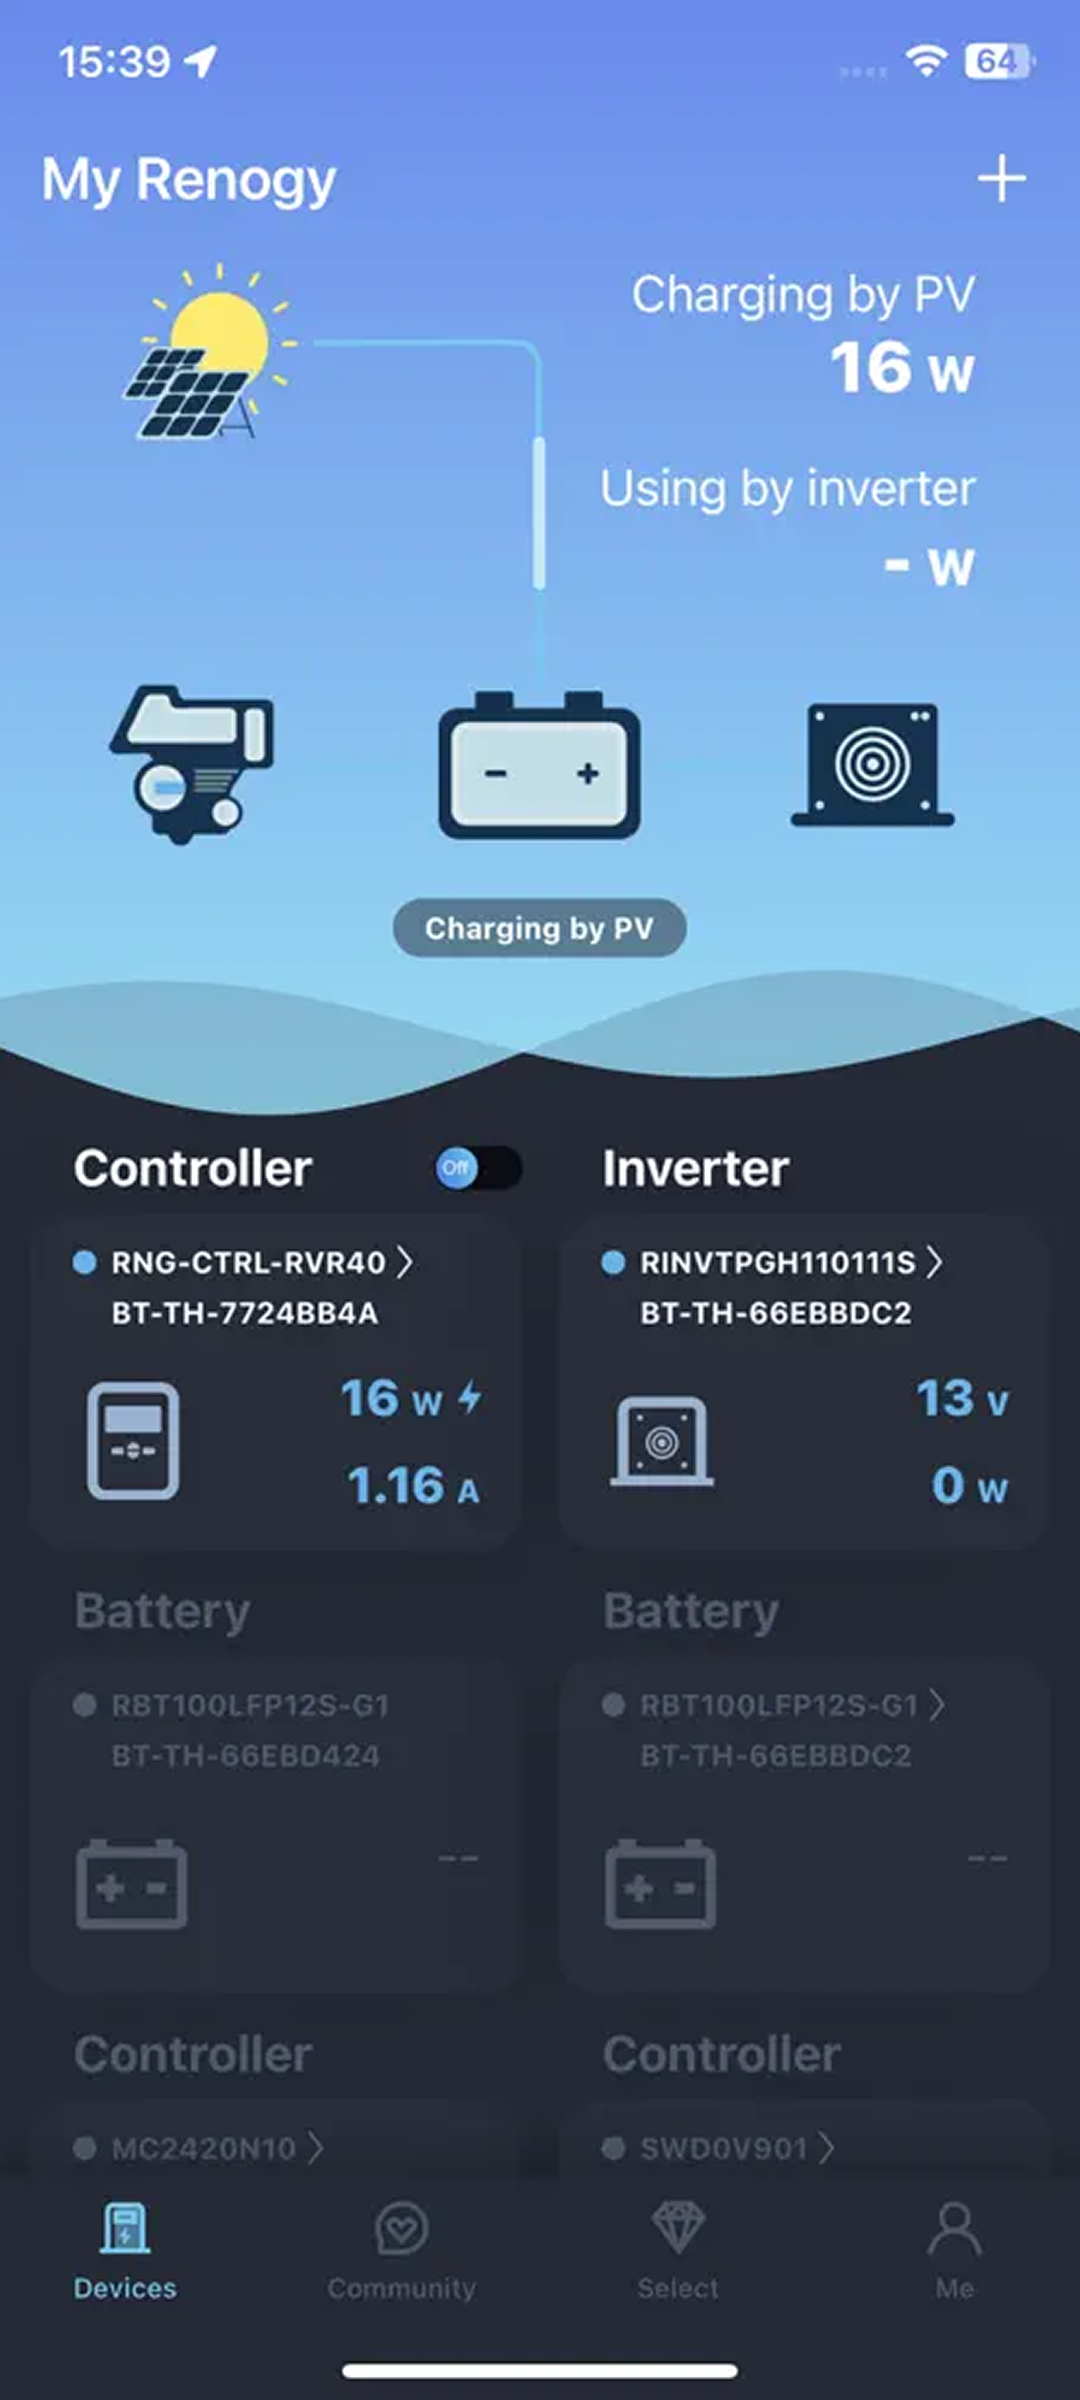 15:39
64
My Renogy
Charging by PV
16 W
Using by inverter
- W
Charging by PV
Controller
Off
Inverter
RNG-CTRL-RVR40
BT-TH-7724BB4A
16 W
1.16 A
RINVTPGH110111S
BT-TH-66EBBDC2
13 V
0 W
Battery
RBT100LFP12S-G1
BT-TH-66EBD424
--
Battery
RBT100LFP12S-G1
BT-TH-66EBBDC2
--
Controller
MC2420N10
Controller
SWD0V901
Devices
Community
Select
Me